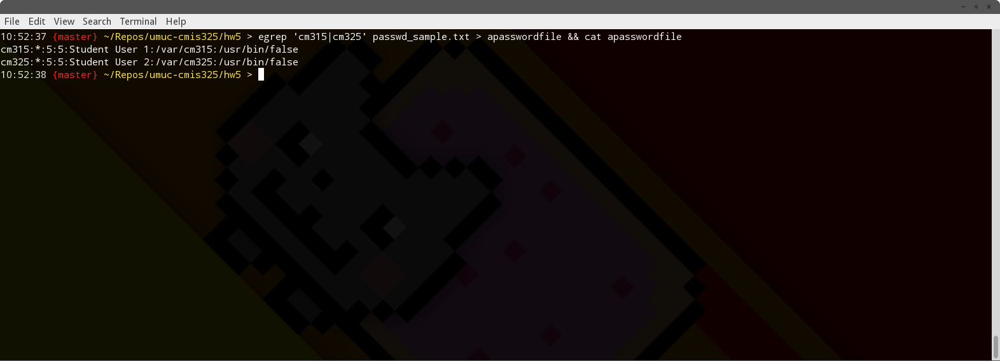 File Edit View Search Terminal Help
10:52:37 {master} ~/Repos/umuc-cmis325/hw5 > egrep 'cm315|cm325' passwd_sample.txt > apasswordfile && cat apasswordfile
cm315:*:5:5:Student User 1:/var/cm315:/usr/bin/false
cm325:*:5:5:Student User 2:/var/cm325:/usr/bin/false
10:52:38 {master} ~/Repos/umuc-cmis325/hw5 >